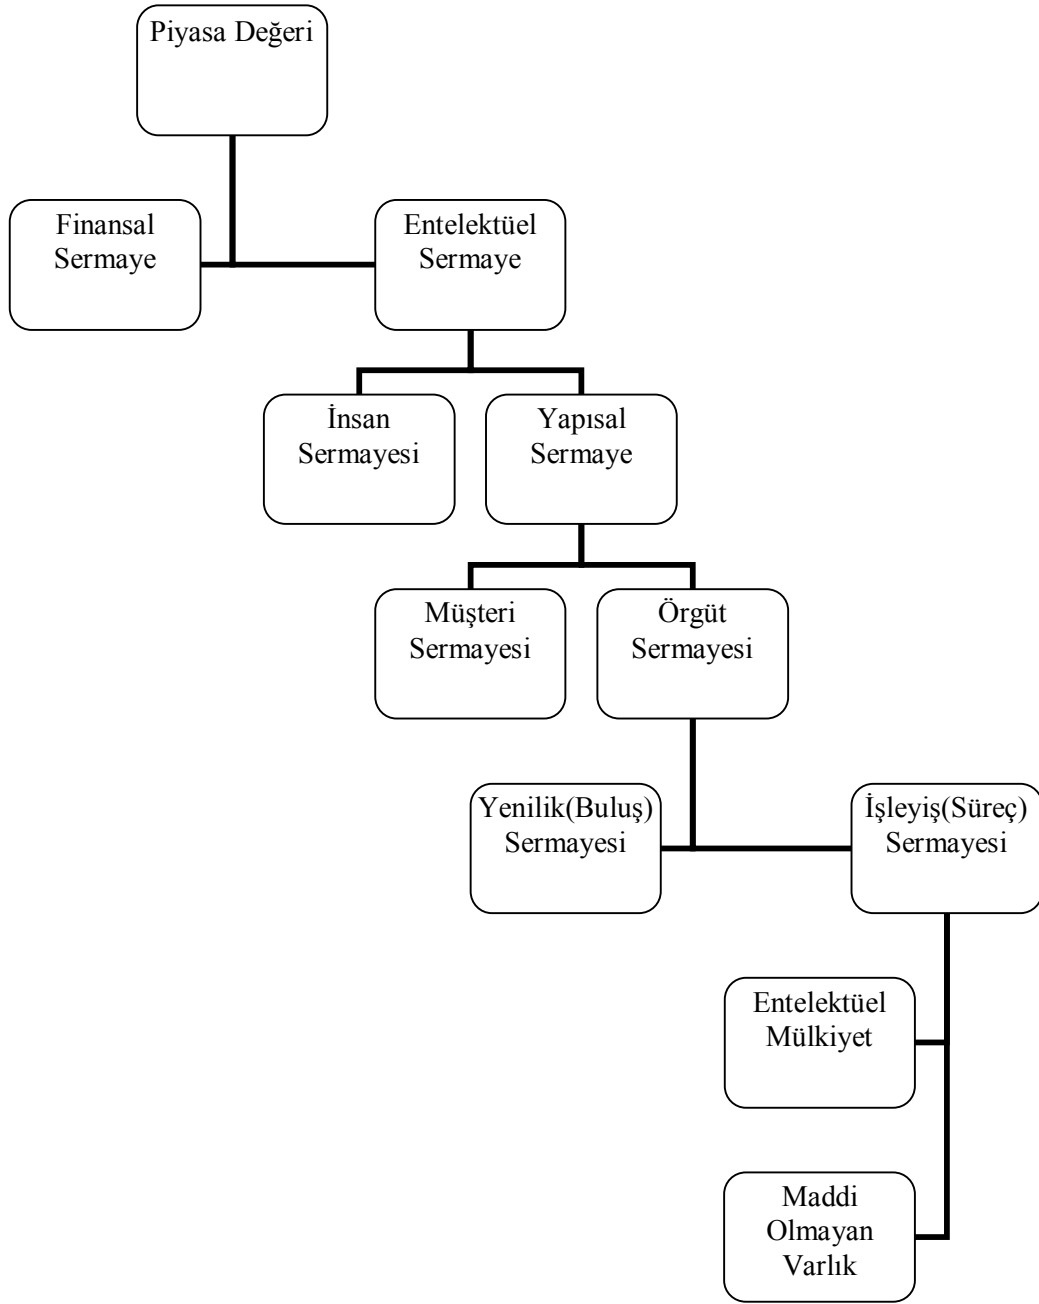 Piyasa Değeri
Finansal
Sermaye
Entelektüel
Sermaye
İnsan
Sermayesi
Yapısal
Sermaye
Müşteri
Sermayesi
Örgüt
Sermayesi
Yenilik(Buluş)
Sermayesi
İşleyiş(Süreç)
Sermayesi
Entelektüel
Mülkiyet
Maddi
Olmayan
Varlık